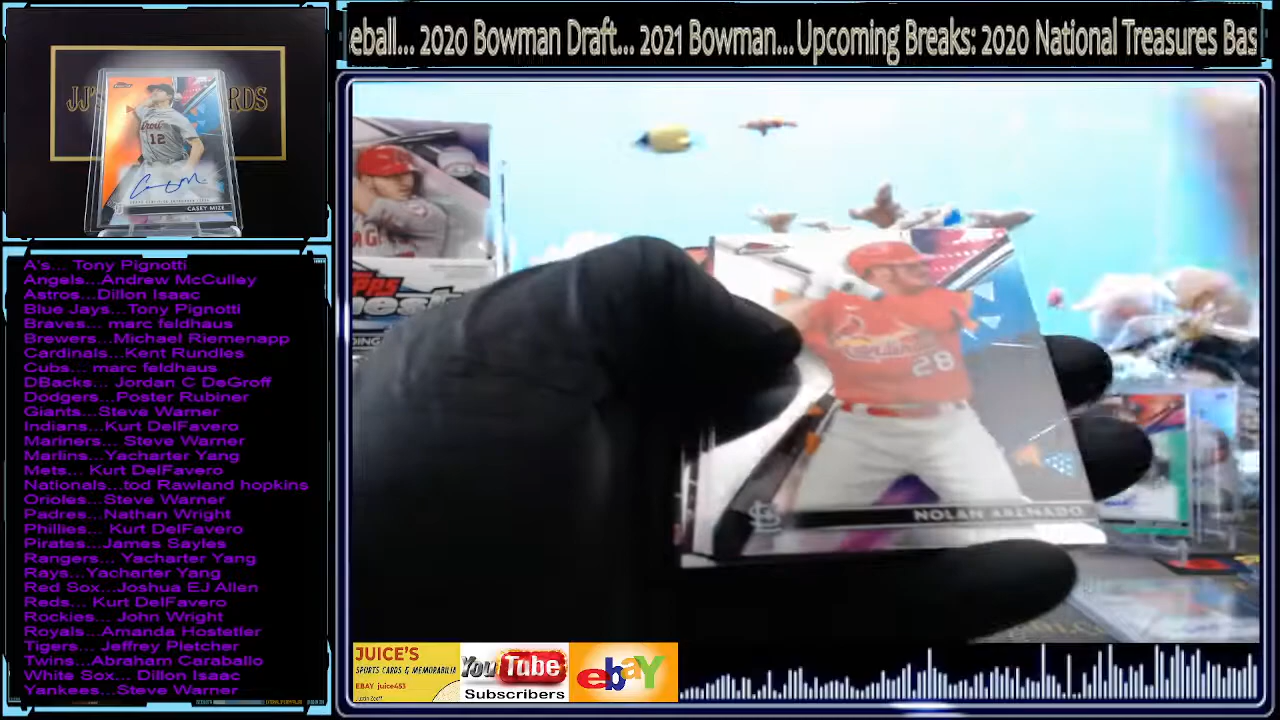 eball... 2020 Bowman Draft... 2021 Bowman...Upcoming Breaks: 2020 National Treasures Bas
JJ'S
RDS
Detroit
12
CASEY MIZE
A's... Tony Pignotti
Angels...Andrew McCulley
Astros...Dillon Isaac
Blue Jays...Tony Pignotti
Braves... marc feldhaus
Brewers...Michael Riemenapp
Cardinals...Kent Rundles
Cubs... marc feldhaus
DBacks... Jordan C DeGroff
Dodgers...Poster Rubiner
Giants...Steve Warner
Indians...Kurt DelFavero
Mariners... Steve Warner
Marlins...Yacharter Yang
Mets... Kurt DelFavero
Nationals...tod Rawland hopkins
Orioles...Steve Warner
Padres...Nathan Wright
Phillies... Kurt DelFavero
Pirates...James Sayles
Rangers... Yacharter Yang
Rays...Yacharter Yang
Red Sox...Joshua EJ Allen
Reds... Kurt DelFavero
Rockies... John Wright
Royals...Amanda Hostetler
Tigers... Jeffrey Pletcher
Twins...Abraham Caraballo
White Sox... Dillon Isaac
Yankees...Steve Warner
Cardinals
28
NOLAN ARENADO
JUICE'S
SPORTS CARDS & MEMORABILIA
EBAY juice453
YouTube
Subscribers
ebay